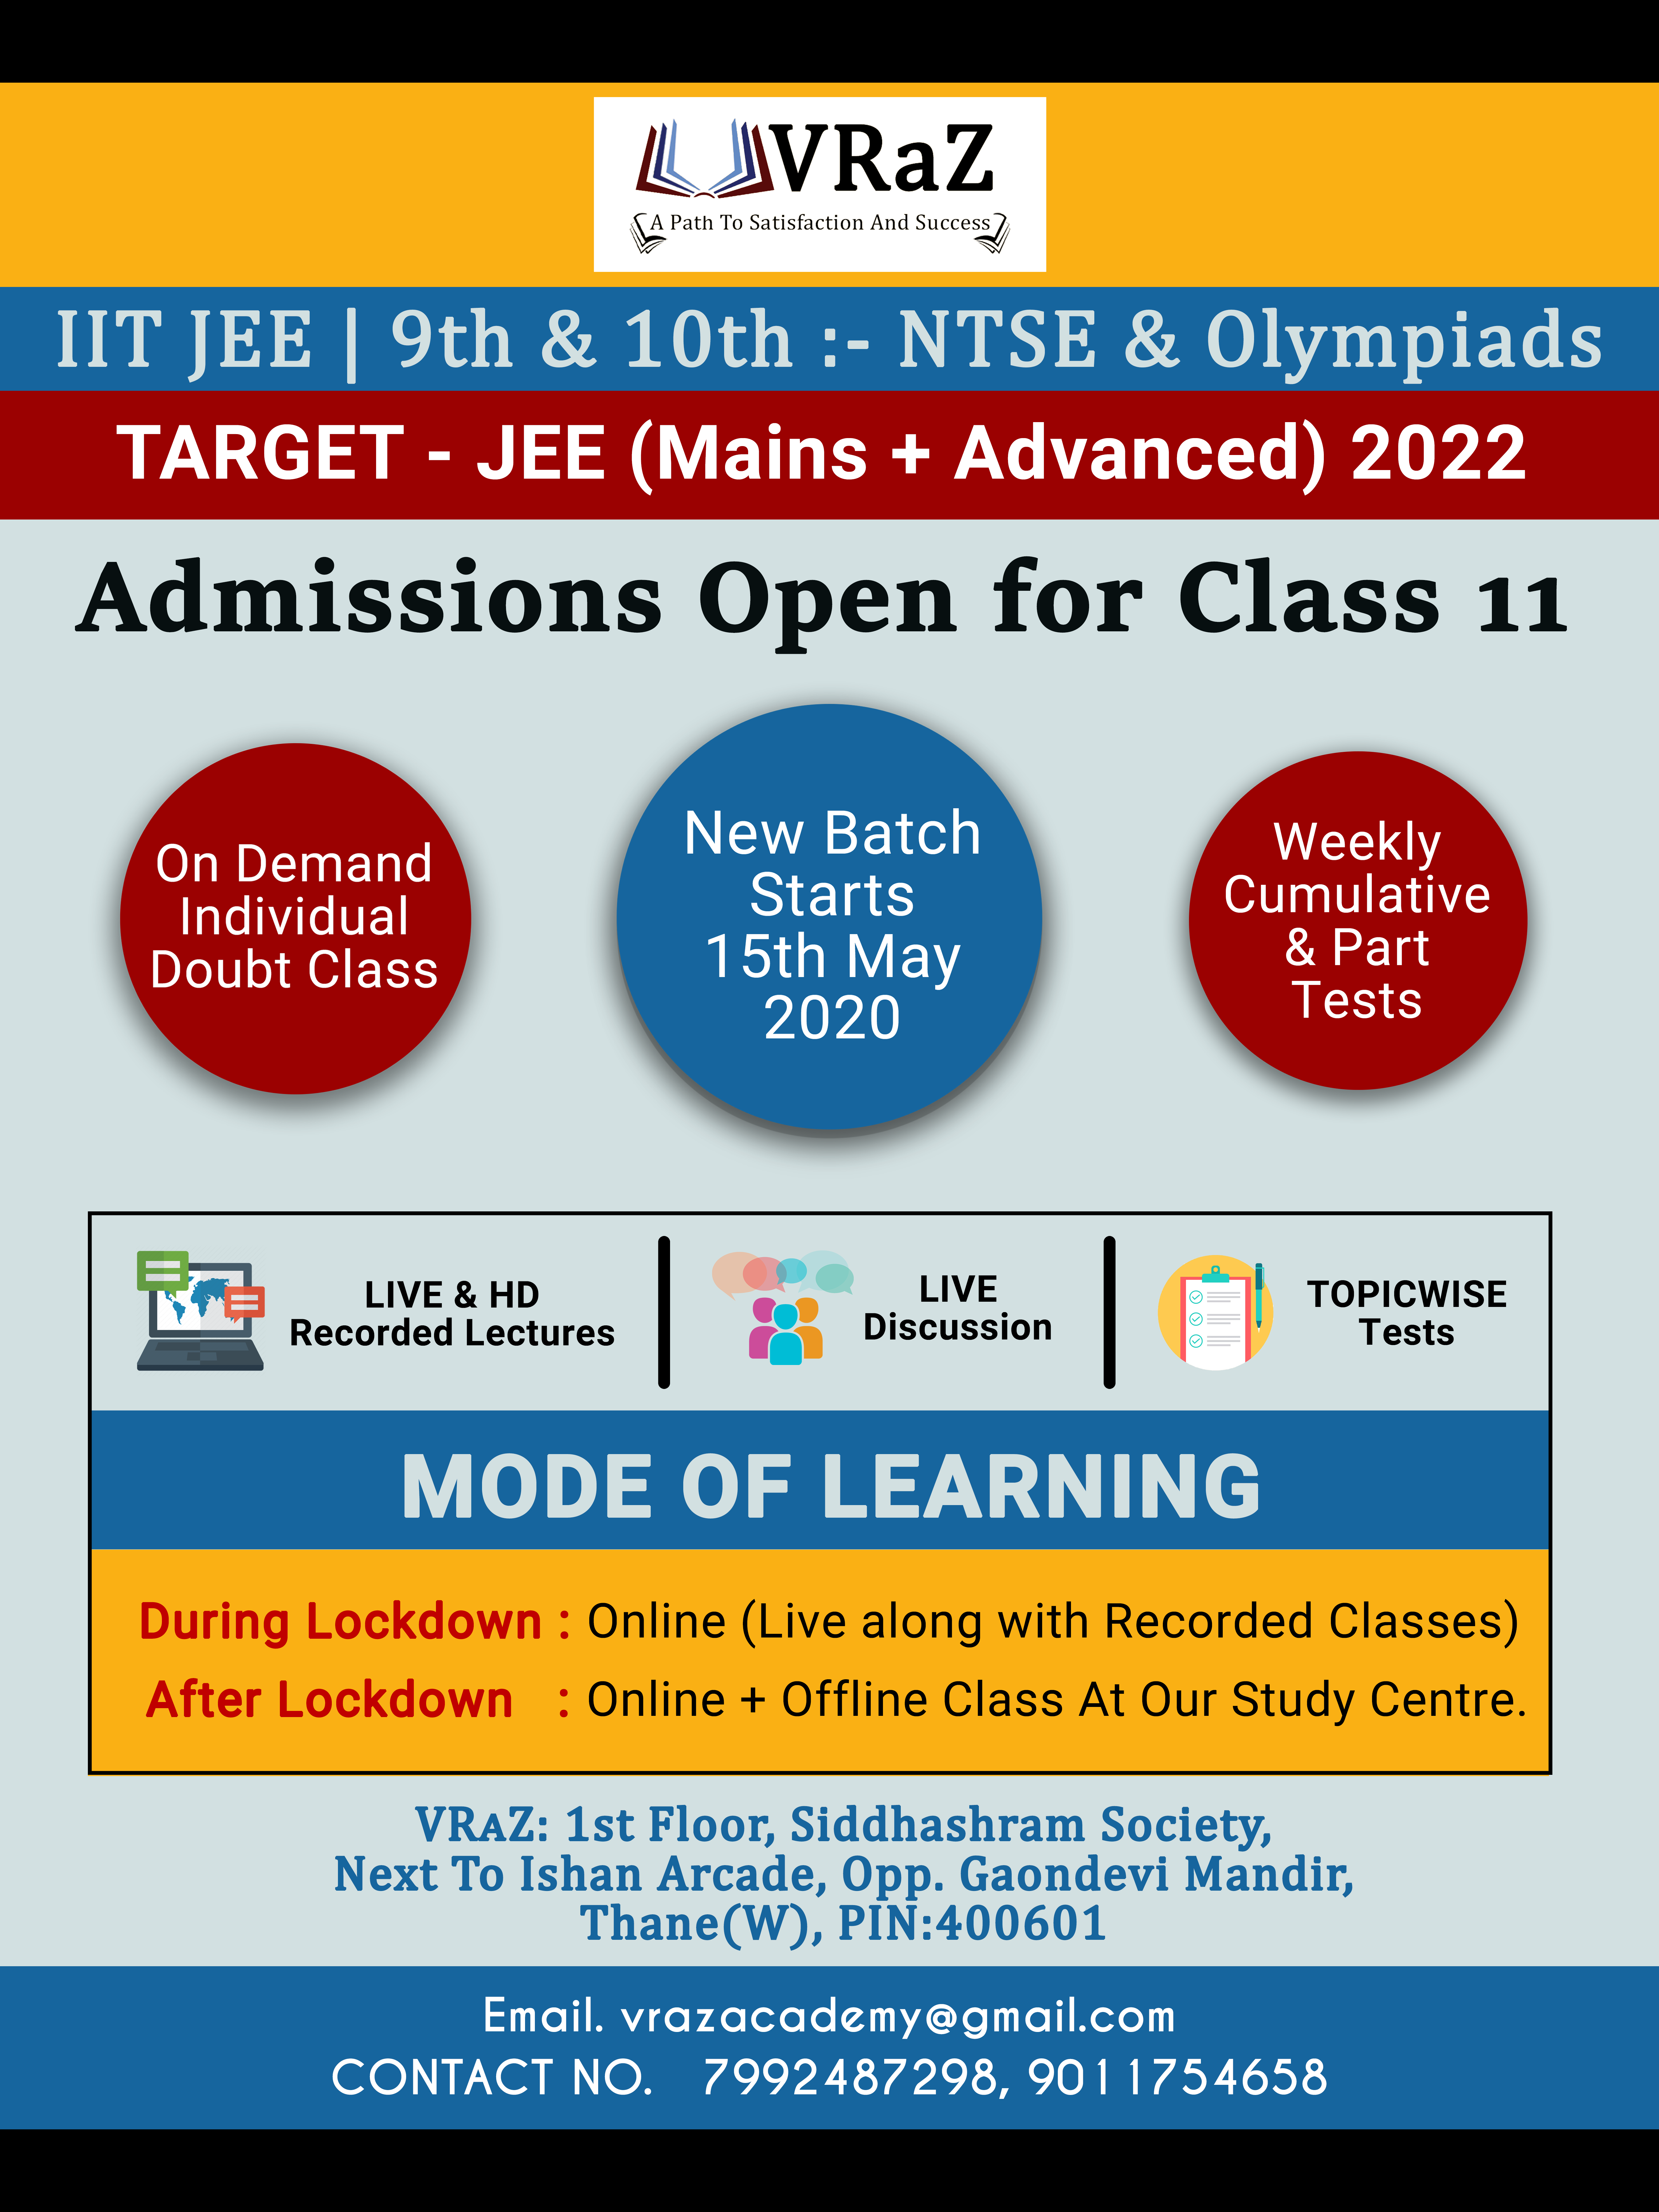 VRaZ
A Path To Satisfaction And Success
IIT JEE | 9th & 10th :- NTSE & Olympiads
TARGET - JEE (Mains + Advanced) 2022
Admissions Open for Class 11
On Demand
Individual
Doubt Class
New Batch
Starts
15th May
2020
Weekly
Cumulative
& Part
Tests
LIVE & HD
Recorded Lectures
LIVE
Discussion
TOPICWISE
Tests
MODE OF LEARNING
During Lockdown : Online (Live along with Recorded Classes)
After Lockdown : Online + Offline Class At Our Study Centre.
VRAZ: 1st Floor, Siddhashram Society,
Next To Ishan Arcade, Opp. Gaondevi Mandir,
Thane(W), PIN:400601
Email. vrazacademy@gmail.com
CONTACT NO. 7992487298, 9011754658